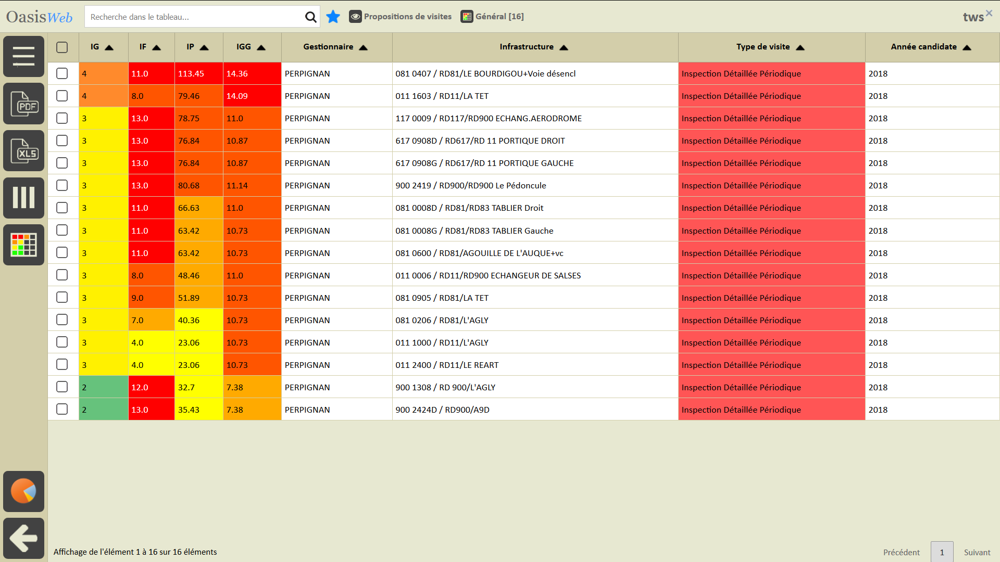 OasisWeb Recherche dans le tableau... Propositions de visites Général [16] tws ×
IG IF IP IGG Gestionnaire Infrastructure Type de visite Année candidate
4 11.0 113.45 14.36 PERPIGNAN 081 0407 / RD81/LE BOURDIGOU+Voie désencl Inspection Détaillée Périodique 2018
4 8.0 79.46 14.09 PERPIGNAN 011 1603 / RD11/LA TET Inspection Détaillée Périodique 2018
3 13.0 78.75 11.0 PERPIGNAN 117 0009 / RD117/RD900 ECHANG.AERODROME Inspection Détaillée Périodique 2018
3 13.0 76.84 10.87 PERPIGNAN 617 0908D / RD617/RD 11 PORTIQUE DROIT Inspection Détaillée Périodique 2018
3 13.0 76.84 10.87 PERPIGNAN 617 0908G / RD617/RD 11 PORTIQUE GAUCHE Inspection Détaillée Périodique 2018
3 13.0 80.68 11.14 PERPIGNAN 900 2419 / RD900/RD900 Le Pédoncule Inspection Détaillée Périodique 2018
3 11.0 66.63 11.0 PERPIGNAN 081 0008D / RD81/RD83 TABLIER Droit Inspection Détaillée Périodique 2018
3 11.0 63.42 10.73 PERPIGNAN 081 0008G / RD81/RD83 TABLIER Gauche Inspection Détaillée Périodique 2018
3 11.0 63.42 10.73 PERPIGNAN 081 0600 / RD81/AGOUILLE DE L'AUQUE+vc Inspection Détaillée Périodique 2018
3 8.0 48.46 11.0 PERPIGNAN 011 0006 / RD11/RD900 ECHANGEUR DE SALSES Inspection Détaillée Périodique 2018
3 9.0 51.89 10.73 PERPIGNAN 081 0905 / RD81/LA TET Inspection Détaillée Périodique 2018
3 7.0 40.36 10.73 PERPIGNAN 081 0206 / RD81/L'AGLY Inspection Détaillée Périodique 2018
3 4.0 23.06 10.73 PERPIGNAN 011 1000 / RD11/L'AGLY Inspection Détaillée Périodique 2018
3 4.0 23.06 10.73 PERPIGNAN 011 2400 / RD11/LE REART Inspection Détaillée Périodique 2018
2 12.0 32.7 7.38 PERPIGNAN 900 1308 / RD 900/L'AGLY Inspection Détaillée Périodique 2018
2 13.0 35.43 7.38 PERPIGNAN 900 2424D / RD900/A9D Inspection Détaillée Périodique 2018
PDF
XLS
Affichage de l'élément 1 à 16 sur 16 éléments Précédent 1 Suivant